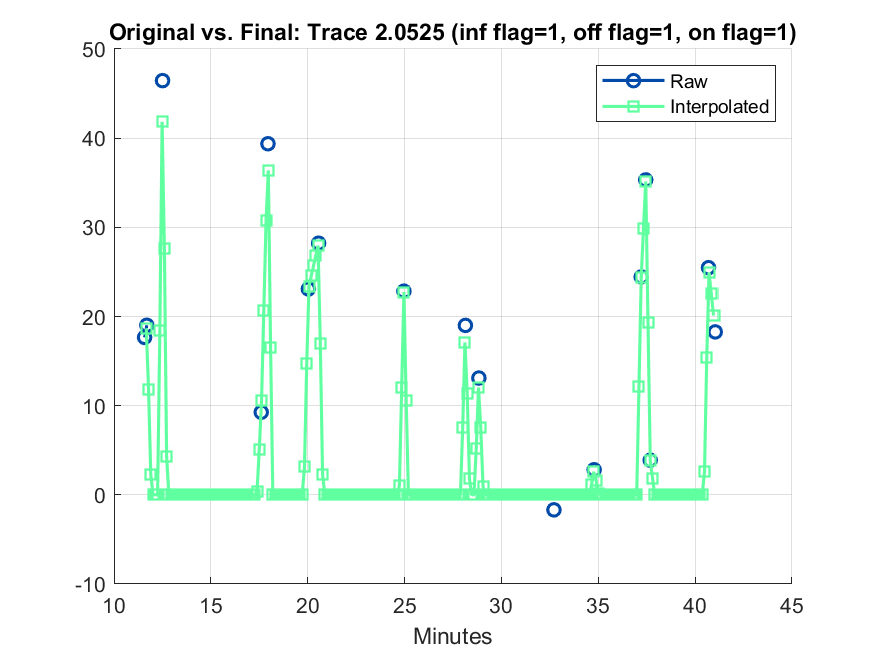 Original vs. Final: Trace 2.0525 (inf flag=1, off flag=1, on flag=1)
50
40
30
20
10
0
-10
Raw
Interpolated
10 15 20 25 30 35 40 45
Minutes